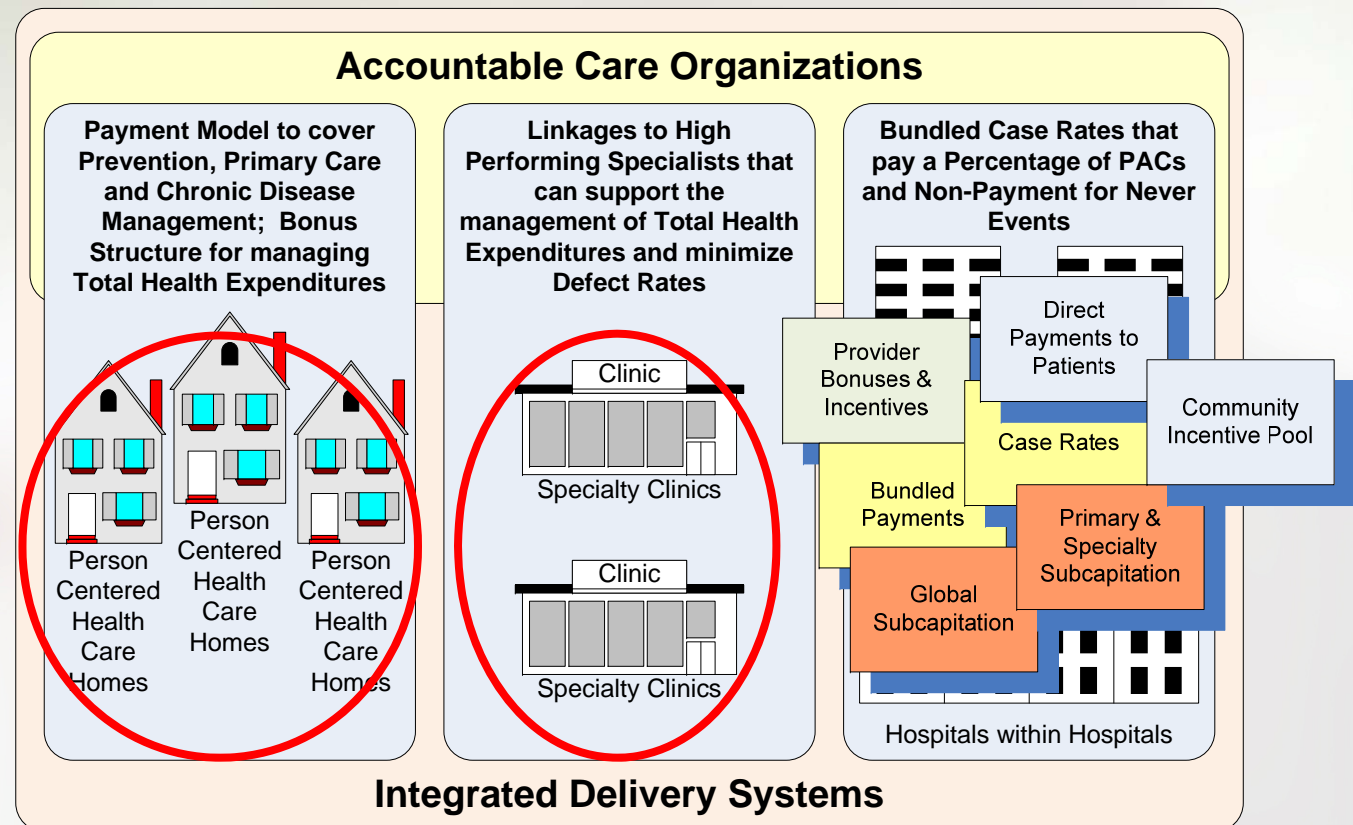 Accountable Care Organizations
Payment Model to cover
Prevention, Primary Care
and Chronic Disease
Management; Bonus
Structure for managing
Total Health Expenditures
Person
Centered
Health
Care
Homes
Person
Centered
Health
Care
Homes
Person
Centered
Health
Care
Homes
Linkages to High
Performing Specialists that
can support the
management of Total Health
Expenditures and minimize
Defect Rates
Clinic
Specialty Clinics
Clinic
Specialty Clinics
Bundled Case Rates that
pay a Percentage of PACs
and Non-Payment for Never
Events
Direct
Payments to
Patients
Provider
Bonuses &
Incentives
Community
Incentive Pool
Case Rates
Bundled
Payments
Primary &
Specialty
Subcapitation
Global
Subcapitation
Hospitals within Hospitals
Integrated Delivery Systems